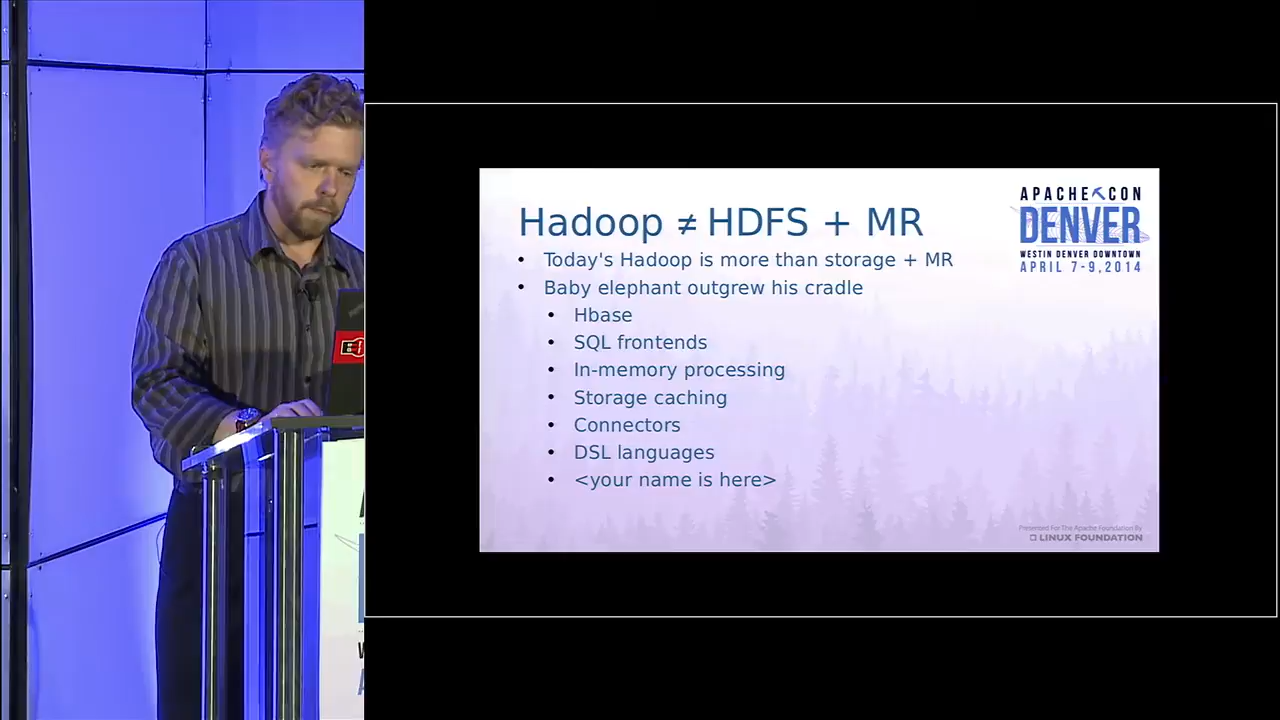 APACHE CON
DENVER
WESTIN DENVER DOWNTOWN
APRIL 7-9, 2014
Hadoop ≠ HDFS + MR
• Today's Hadoop is more than storage + MR
• Baby elephant outgrew his cradle
• Hbase
• SQL frontends
• In-memory processing
• Storage caching
• Connectors
• DSL languages
• <your name is here>
Presented For The Apache Foundation By
LINUX FOUNDATION